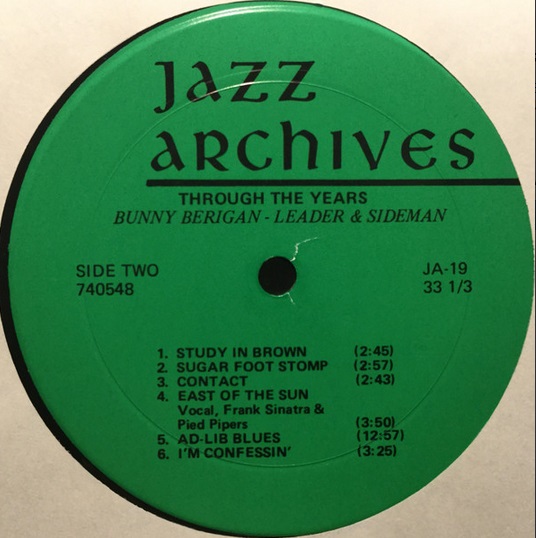 JAZZ
ARCHIVES
THROUGH THE YEARS
BUNNY BERIGAN - LEADER & SIDEMAN
SIDE TWO
740548
JA-19
33 1/3
1. STUDY IN BROWN (2:45)
2. SUGAR FOOT STOMP (2:57)
3. CONTACT (2:43)
4. EAST OF THE SUN
Vocal, Frank Sinatra &
Pied Pipers (3:50)
5. AD-LIB BLUES (12:57)
6. I'M CONFESSIN' (3:25)